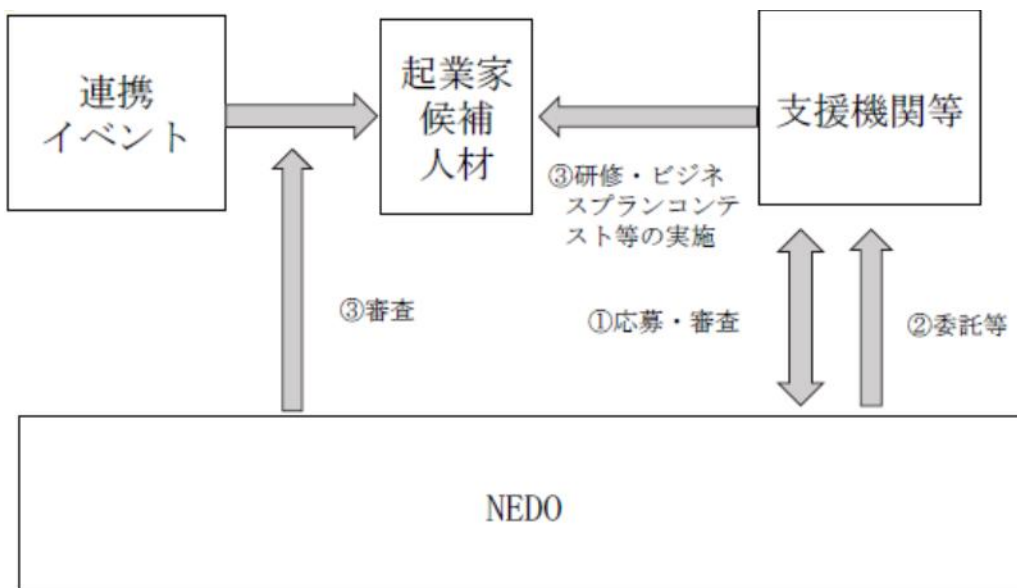 連携
イベント
起業家
候補
人材
支援機関等
③研修・ビジネ
スプランコンテ
スト等の実施
③審査
①応募・審査
②委託等
NEDO